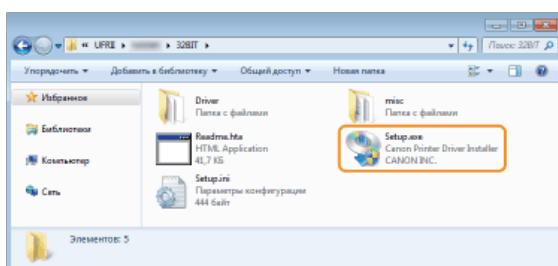 « UFRII ▸ ▸ 32BIT ▸
Поиск: 32BIT
Упорядочить ▾ Добавить в библиотеку ▾ Общий доступ ▾ Новая папка
Избранное
Библиотеки
Компьютер
Сеть
Driver
Папка с файлами
misc
Папка с файлами
Readme.hta
HTML Application
41,7 КБ
Setup.exe
Canon Printer Driver Installer
CANON INC.
Setup.ini
Параметры конфигурации
444 байт
Элементов: 5